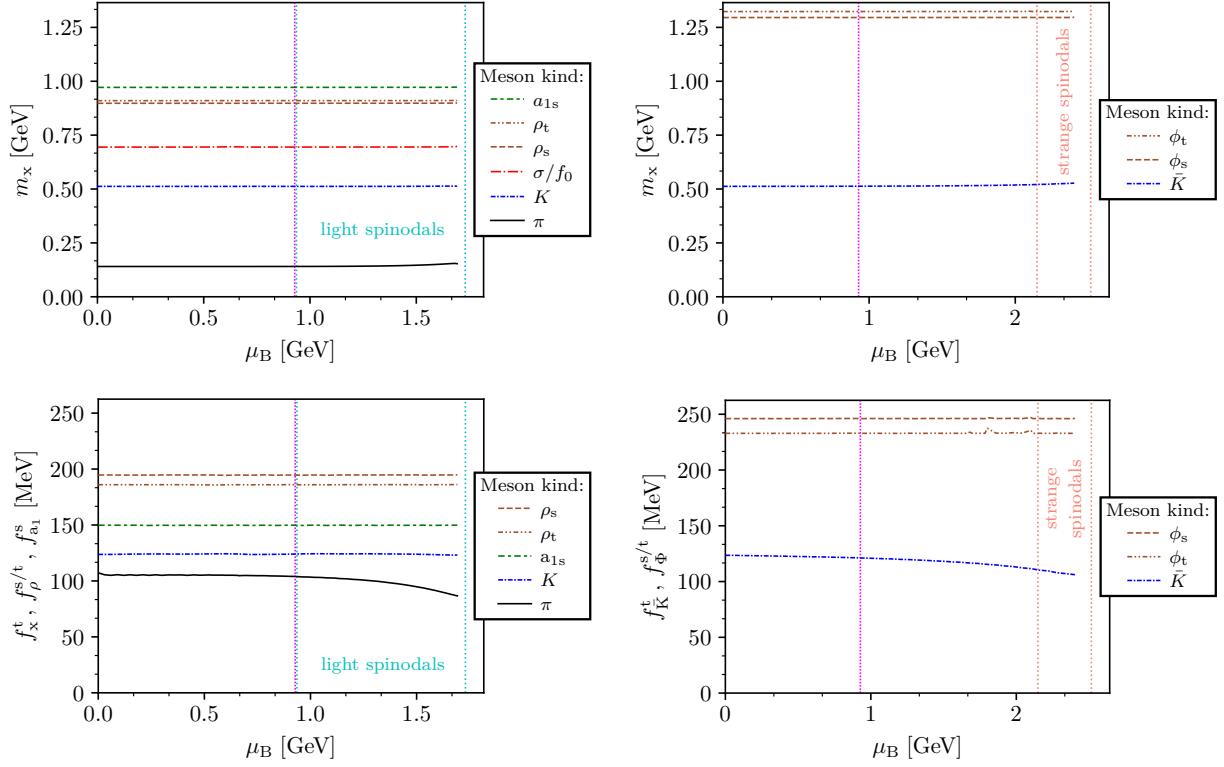 1.25
1.00
0.75
0.50
0.25
0.00
m_x [GeV]
0.0 0.5 1.0 1.5
μ_B [GeV]
light spinodals
Meson kind:
a_1s
ρ_t
ρ_s
σ/f_0
K
π
1.25
1.00
0.75
0.50
0.25
0.00
m_x [GeV]
0 1 2
μ_B [GeV]
strange spinodals
Meson kind:
ϕ_t
ϕ_s
K̄
250
200
150
100
50
0
f_x^t , f_ρ^s/t , f_a_1^s [MeV]
0.0 0.5 1.0 1.5
μ_B [GeV]
light spinodals
Meson kind:
ρ_s
ρ_t
a_1s
K
π
250
200
150
100
50
0
f_K̄^t , f_Φ^s/t [MeV]
0 1 2
μ_B [GeV]
strange
spinodals
Meson kind:
ϕ_s
ϕ_t
K̄